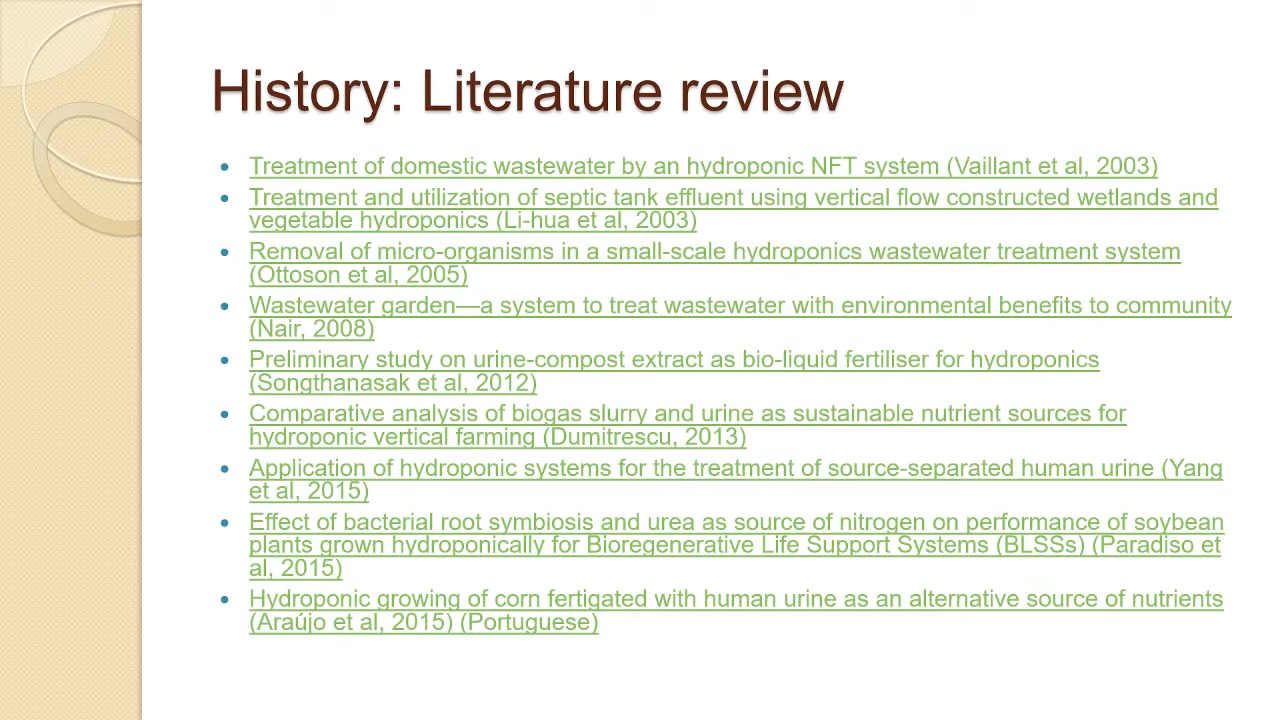 History: Literature review
• Treatment of domestic wastewater by an hydroponic NFT system (Vaillant et al, 2003)
• Treatment and utilization of septic tank effluent using vertical flow constructed wetlands and
vegetable hydroponics (Li-hua et al, 2003)
• Removal of micro-organisms in a small-scale hydroponics wastewater treatment system
(Ottoson et al, 2005)
• Wastewater garden—a system to treat wastewater with environmental benefits to community
(Nair, 2008)
• Preliminary study on urine-compost extract as bio-liquid fertiliser for hydroponics
(Songthanasak et al, 2012)
• Comparative analysis of biogas slurry and urine as sustainable nutrient sources for
hydroponic vertical farming (Dumitrescu, 2013)
• Application of hydroponic systems for the treatment of source-separated human urine (Yang
et al, 2015)
• Effect of bacterial root symbiosis and urea as source of nitrogen on performance of soybean
plants grown hydroponically for Bioregenerative Life Support Systems (BLSSs) (Paradiso et
al, 2015)
• Hydroponic growing of corn fertigated with human urine as an alternative source of nutrients
(Araújo et al, 2015) (Portuguese)